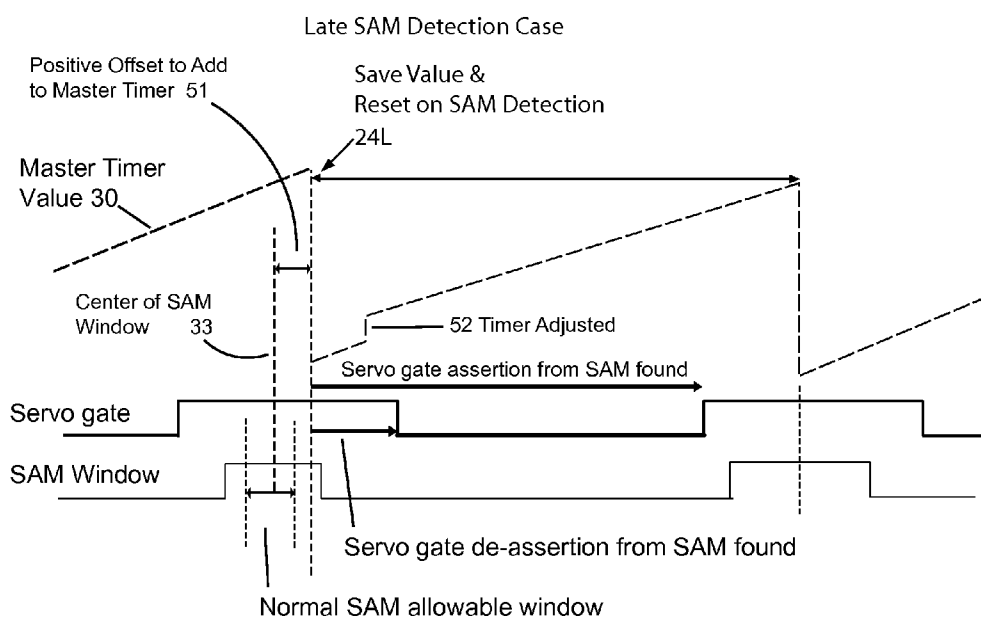 Late SAM Detection Case
Positive Offset to Add
to Master Timer 51
Save Value &
Reset on SAM Detection
24L
Master Timer
Value 30
Center of SAM
Window 33
52 Timer Adjusted
Servo gate assertion from SAM found
Servo gate
SAM Window
Servo gate de-assertion from SAM found
Normal SAM allowable window